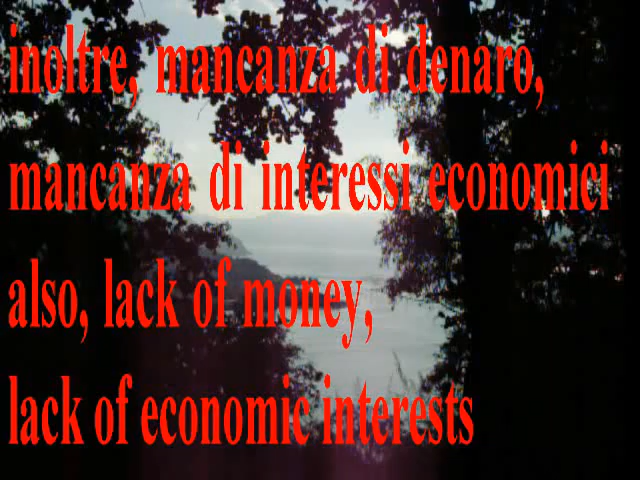 inoltre, mancanza di denaro,
mancanza di interessi economici
also, lack of money,
lack of economic interests